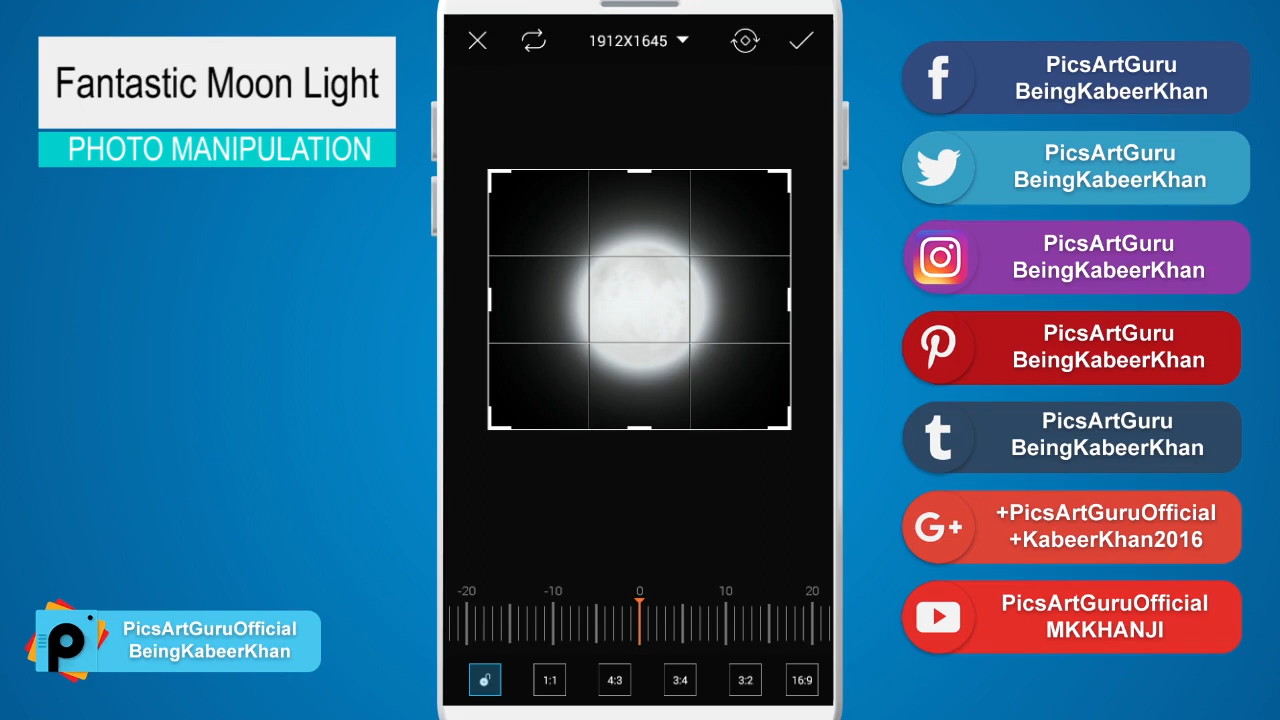 Fantastic Moon Light
PHOTO MANIPULATION
1912X1645
-20 -10 0 10 20
1:1 4:3 3:4 3:2 16:9
PicsArtGuruOfficial
BeingKabeerKhan
PicsArtGuru
BeingKabeerKhan
PicsArtGuru
BeingKabeerKhan
PicsArtGuru
BeingKabeerKhan
PicsArtGuru
BeingKabeerKhan
PicsArtGuru
BeingKabeerKhan
G+
+PicsArtGuruOfficial
+KabeerKhan2016
PicsArtGuruOfficial
MKKHANJI